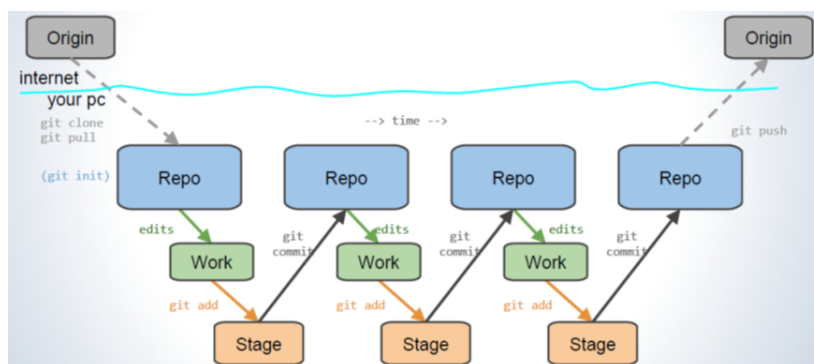 Origin
Origin
internet
your pc
git clone
git pull
--> time -->
git push
(git init)
Repo
Repo
Repo
Repo
edits
git
commit
edits
git
commit
edits
git
commit
Work
Work
Work
git add
git add
git add
Stage
Stage
Stage